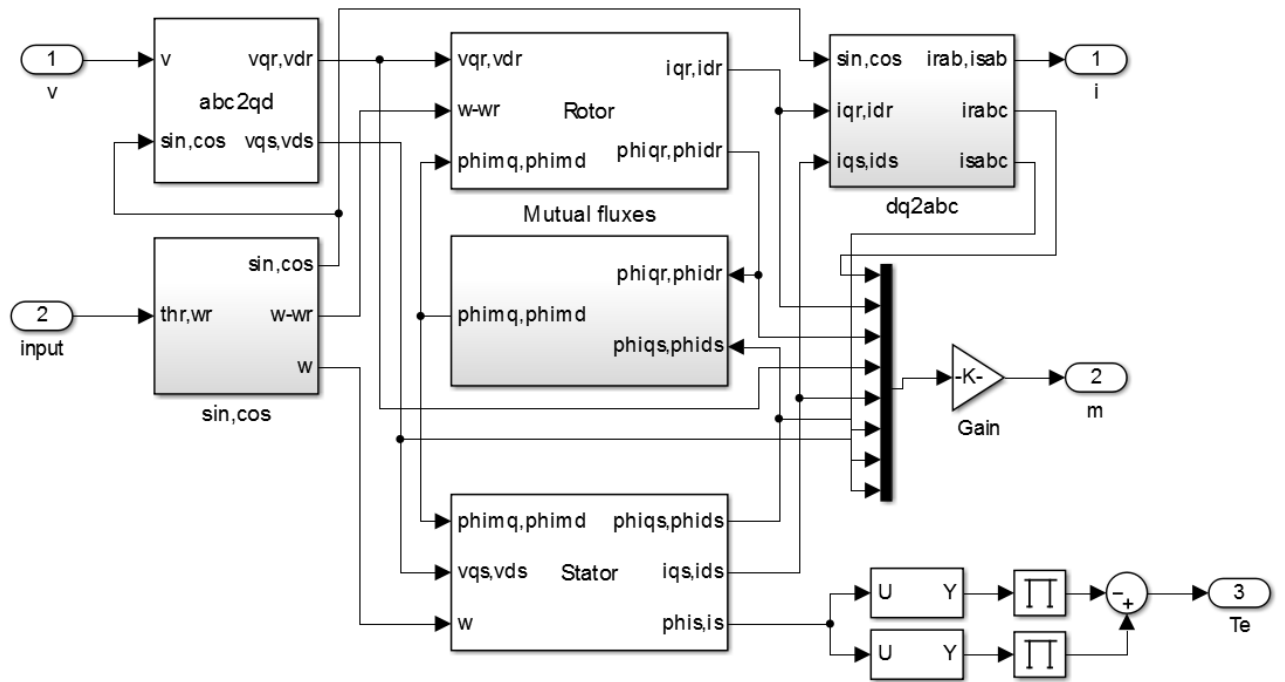 1
v
v
vqr,vdr
abc2qd
sin,cos
vqs,vds
vqr,vdr
iqr,idr
w-wr
Rotor
phimq,phimd
phiqr,phidr
sin,cos
irab,isab
iqr,idr
irabc
iqs,ids
isabc
dq2abc
1
i
Mutual fluxes
phiqr,phidr
phimq,phimd
phiqs,phids
2
input
sin,cos
thr,wr
w-wr
w
sin,cos
-K-
Gain
2
m
phimq,phimd
phiqs,phids
vqs,vds
Stator
iqs,ids
w
phis,is
U
Y
∏
U
Y
∏
−
+
3
Te